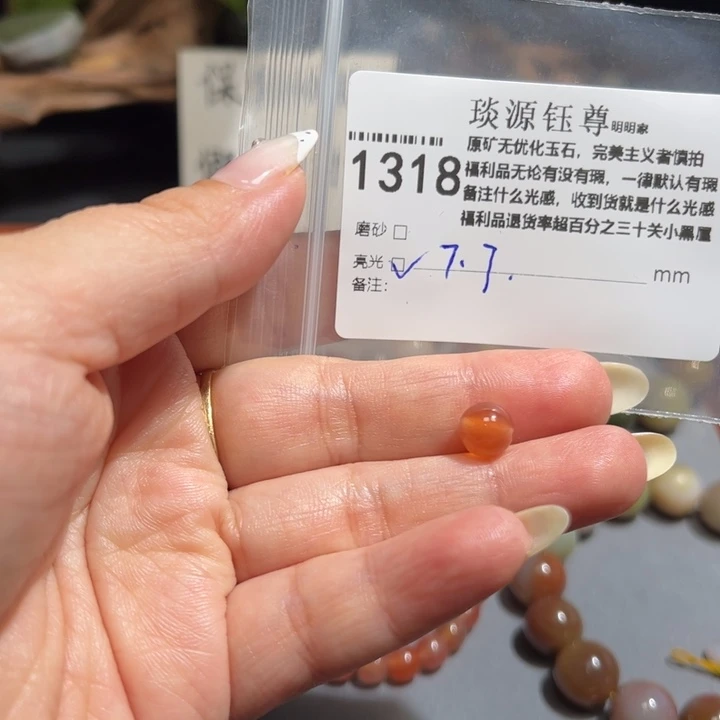 琰源钰尊明明家
原矿无优化玉石，完美主义者慎拍
1318
福利品无论有没有瑕，一律默认有瑕
备注什么光感，收到货就是什么光感
福利品退货率超百分之三十关小黑屋
磨砂
亮光 7.7. mm
备注：